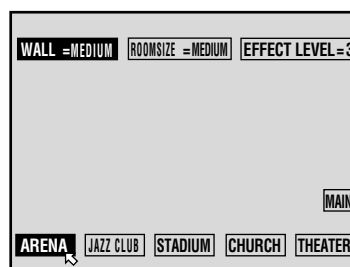 WALL =MEDIUM ROOMSIZE =MEDIUM EFFECT LEVEL=3
MAIN
ARENA JAZZ CLUB STADIUM CHURCH THEATER